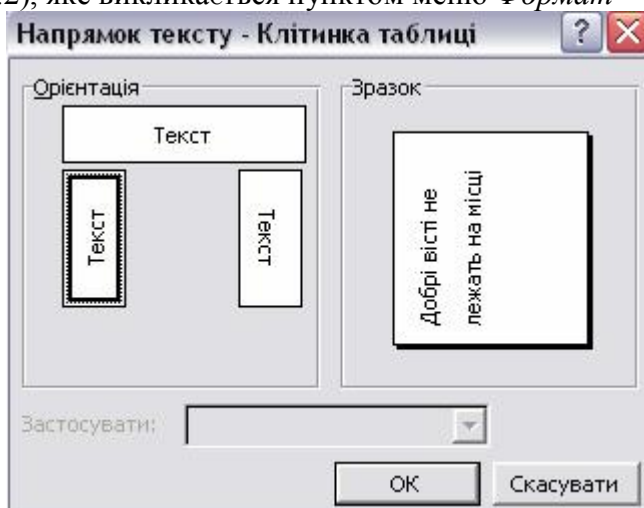 2), яке викликається пунктом меню Формат
Напрямок тексту - Клітинка таблиці
Орієнтація
Зразок
Текст
Текст
Текст
Добрі вісті не
лежать на місці
Застосувати:
ОК
Скасувати